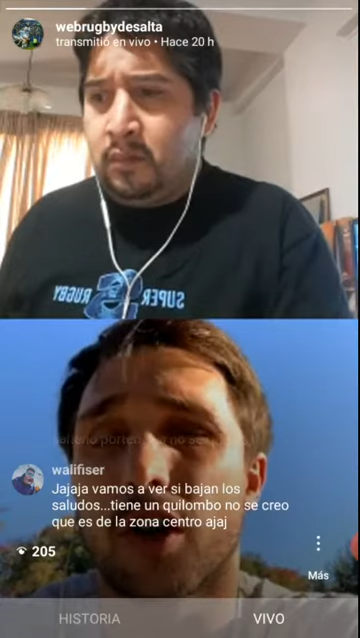 webrugbydesalta
transmitió en vivo • Hace 20 h
SUPER RUGBY
walifiser
Jajaja vamos a ver si bajan los
saludos...tiene un quilombo no se creo
que es de la zona centro ajaj
205
Más
HISTORIA
VIVO